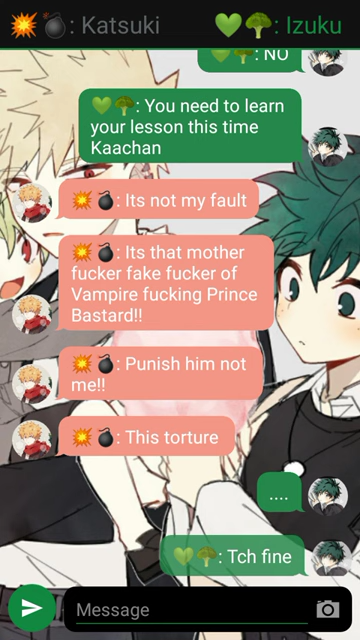 💥💣: Katsuki
💚🥦: Izuku
💚🥦: NO
💚🥦: You need to learn
your lesson this time
Kaachan
💥💣: Its not my fault
💥💣: Its that mother
fucker fake fucker of
Vampire fucking Prince
Bastard!!
💥💣: Punish him not
me!!
💥💣: This torture
....
💚🥦: Tch fine
Message